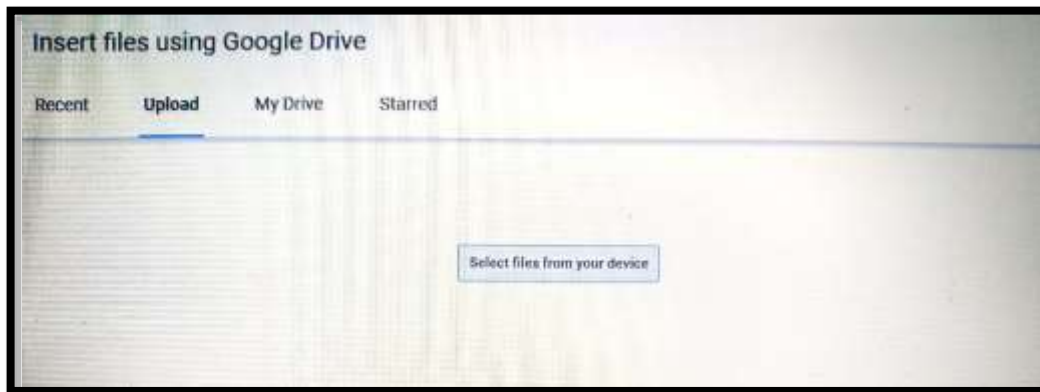 Insert files using Google Drive
Recent Upload My Drive Starred
Select files from your device